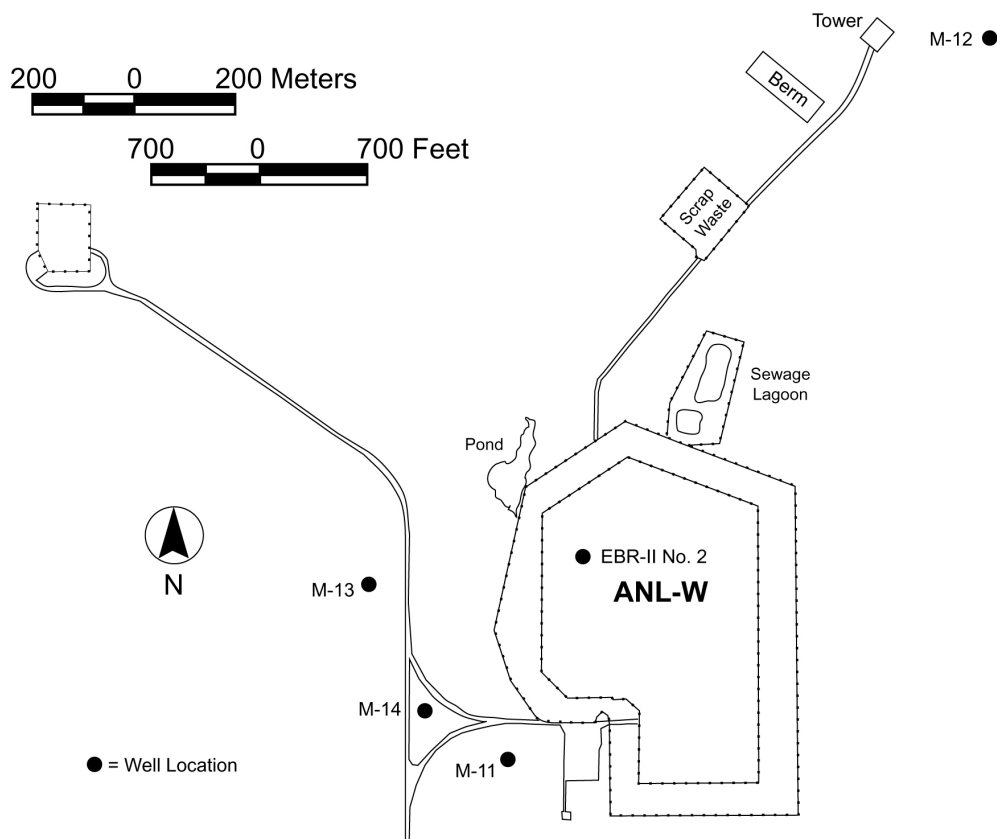 Tower
M-12
200 0 200 Meters
Berm
700 0 700 Feet
Scrap
Waste
Sewage
Lagoon
Pond
EBR-II No. 2
ANL-W
N
M-13
M-14
= Well Location
M-11